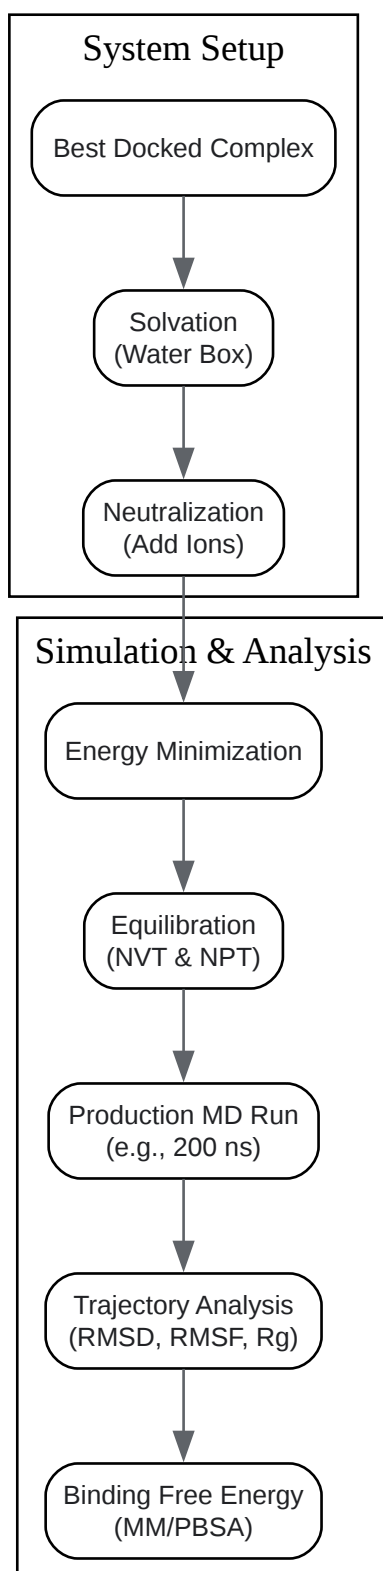 System Setup
Best Docked Complex
Solvation
(Water Box)
Neutralization
(Add Ions)
Simulation & Analysis
Energy Minimization
Equilibration
(NVT & NPT)
Production MD Run
(e.g., 200 ns)
Trajectory Analysis
(RMSD, RMSF, Rg)
Binding Free Energy
(MM/PBSA)